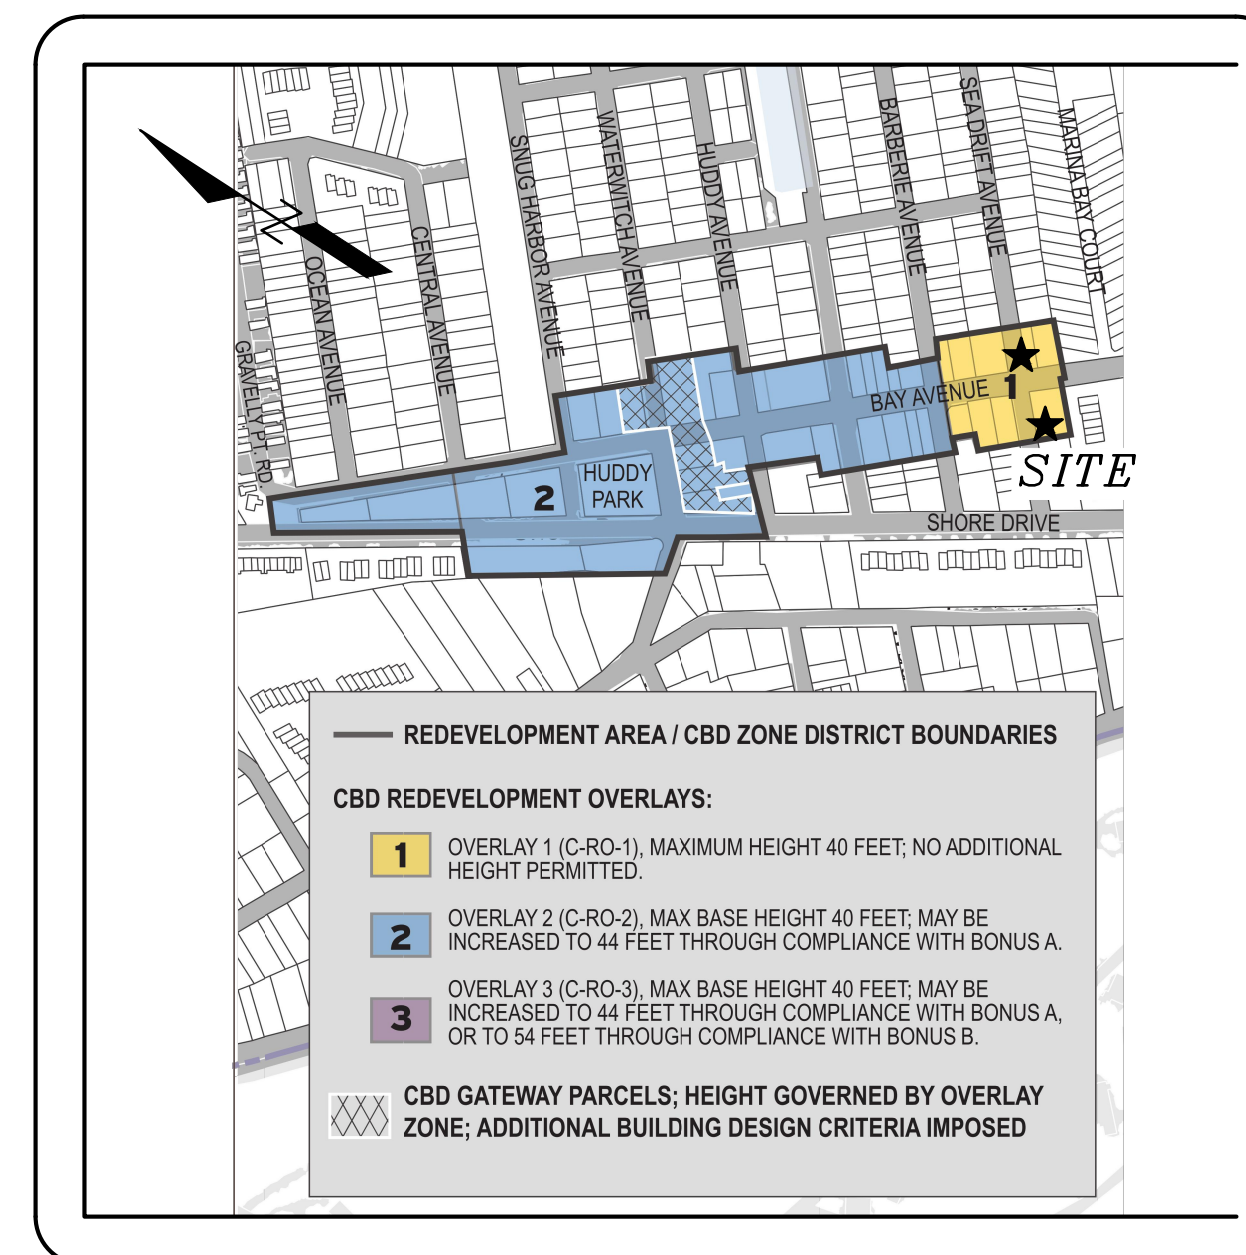 SNUG HARBOR AVENUE
WATERWITCH AVENUE
HUDDY AVENUE
BARBERIE AVENUE
SEA DRIFT AVENUE
MARINA BAY COURT
CENTRAL AVENUE
OCEAN AVENUE
GRAVELLY PT. RD.
BAY AVENUE
1
SITE
HUDDY
PARK
2
SHORE DRIVE
REDEVELOPMENT AREA / CBD ZONE DISTRICT BOUNDARIES
CBD REDEVELOPMENT OVERLAYS:
1
OVERLAY 1 (C-RO-1), MAXIMUM HEIGHT 40 FEET; NO ADDITIONAL
HEIGHT PERMITTED.
2
OVERLAY 2 (C-RO-2), MAX BASE HEIGHT 40 FEET; MAY BE
INCREASED TO 44 FEET THROUGH COMPLIANCE WITH BONUS A.
3
OVERLAY 3 (C-RO-3), MAX BASE HEIGHT 40 FEET; MAY BE
INCREASED TO 44 FEET THROUGH COMPLIANCE WITH BONUS A,
OR TO 54 FEET THROUGH COMPLIANCE WITH BONUS B.
CBD GATEWAY PARCELS; HEIGHT GOVERNED BY OVERLAY
ZONE; ADDITIONAL BUILDING DESIGN CRITERIA IMPOSED